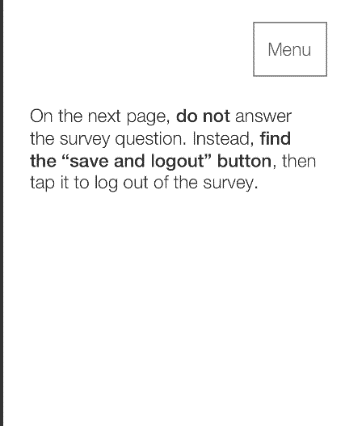 Menu
On the next page, do not answer
the survey question. Instead, find
the “save and logout” button, then
tap it to log out of the survey.